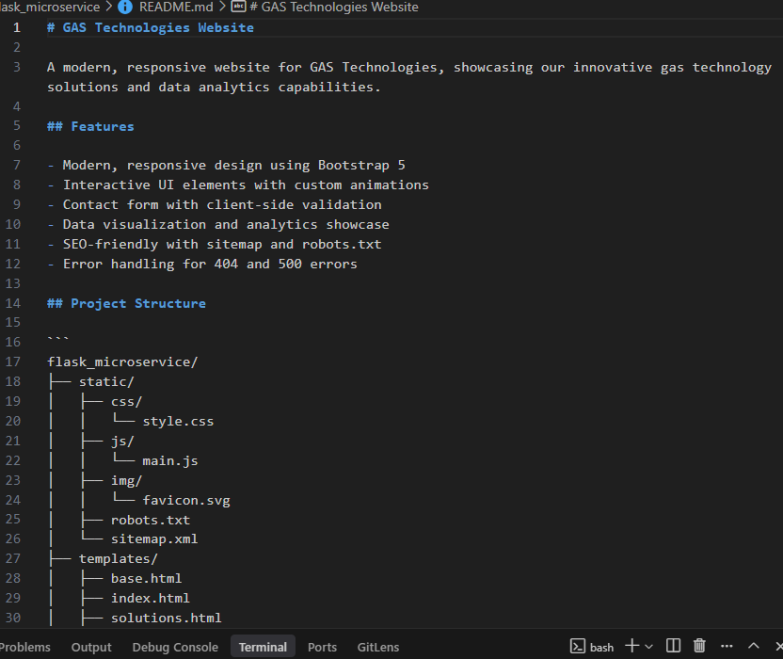 lask_microservice > README.md > # GAS Technologies Website
1 # GAS Technologies Website
2
3 A modern, responsive website for GAS Technologies, showcasing our innovative gas technology
solutions and data analytics capabilities.
4
5 ## Features
6
7 - Modern, responsive design using Bootstrap 5
8 - Interactive UI elements with custom animations
9 - Contact form with client-side validation
10 - Data visualization and analytics showcase
11 - SEO-friendly with sitemap and robots.txt
12 - Error handling for 404 and 500 errors
13
14 ## Project Structure
15
16 ```
17 flask_microservice/
18 ├── static/
19 │   ├── css/
20 │   │   └── style.css
21 │   ├── js/
22 │   │   └── main.js
23 │   ├── img/
24 │   │   └── favicon.svg
25 │   ├── robots.txt
26 │   └── sitemap.xml
27 ├── templates/
28 │   ├── base.html
29 │   ├── index.html
30 │   ├── solutions.html
Problems Output Debug Console Terminal Ports GitLens bash